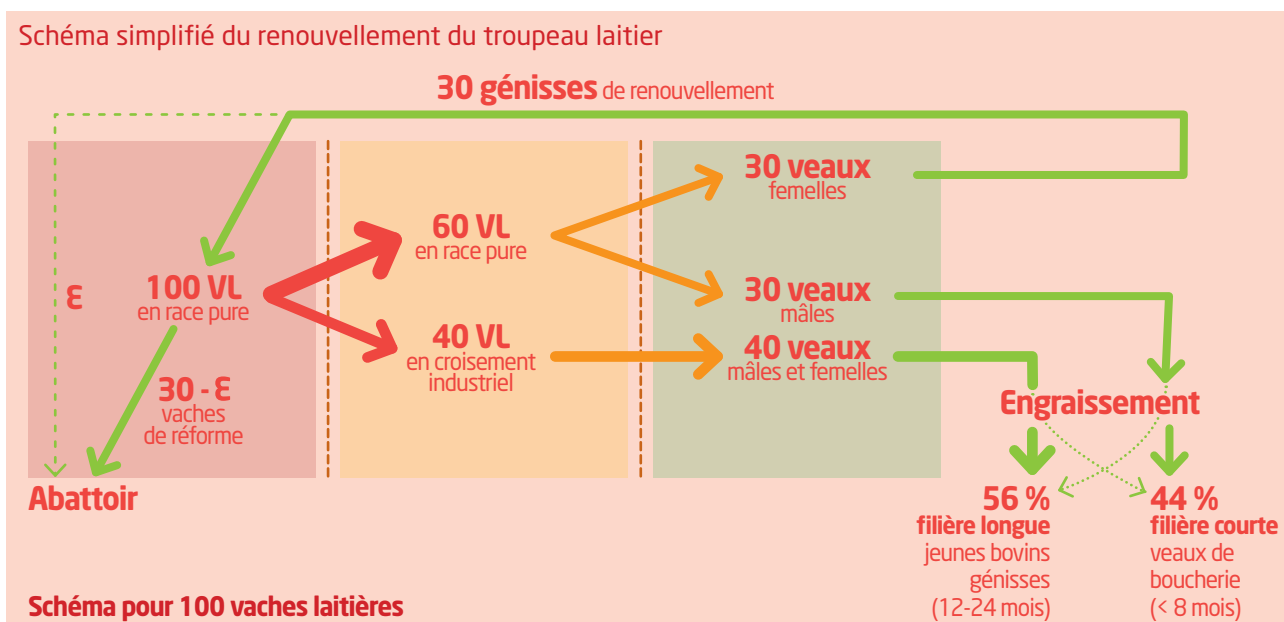 Schéma simplifié du renouvellement du troupeau laitier
30 génisses de renouvellement
ε
100 VL
en race pure
30 - ε
vaches
de réforme
Abattoir
60 VL
en race pure
40 VL
en croisement
industriel
30 veaux
femelles
30 veaux
mâles
40 veaux
mâles et femelles
Engraissement
56 %
filière longue
jeunes bovins
génisses
(12-24 mois)
44 %
filière courte
veaux de
boucherie
(< 8 mois)
Schéma pour 100 vaches laitières